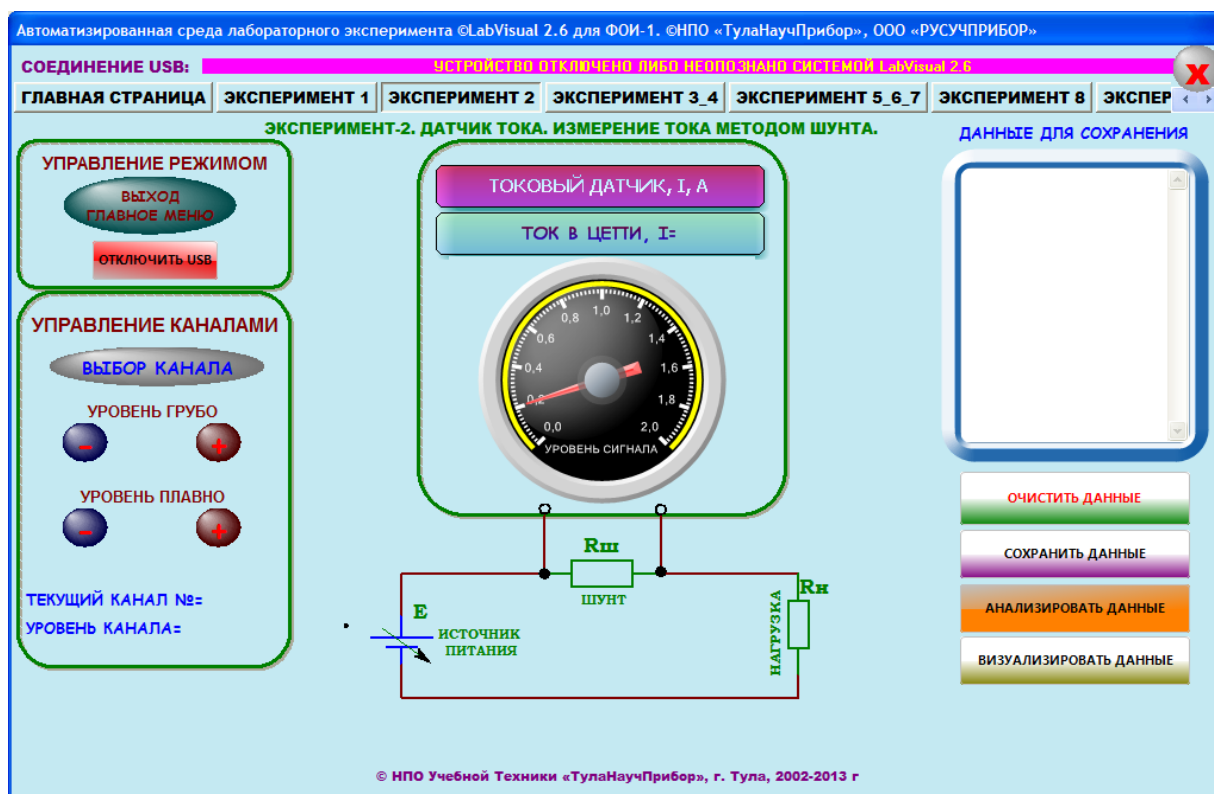 Автоматизированная среда лабораторного эксперимента ©LabVisual 2.6 для ФОИ-1. ©НПО «ТулаНаучПрибор», ООО «РУСУЧПРИБОР»
СОЕДИНЕНИЕ USB: УСТРОЙСТВО ОТКЛЮЧЕНО ЛИБО НЕОПОЗНАНО СИСТЕМОЙ LabVisual 2.6
X
ГЛАВНАЯ СТРАНИЦА ЭКСПЕРИМЕНТ 1 ЭКСПЕРИМЕНТ 2 ЭКСПЕРИМЕНТ 3_4 ЭКСПЕРИМЕНТ 5_6_7 ЭКСПЕРИМЕНТ 8 ЭКСПЕР
ЭКСПЕРИМЕНТ-2. ДАТЧИК ТОКА. ИЗМЕРЕНИЕ ТОКА МЕТОДОМ ШУНТА.
УПРАВЛЕНИЕ РЕЖИМОМ
ВЫХОД
ГЛАВНОЕ МЕНЮ
ОТКЛЮЧИТЬ USB
УПРАВЛЕНИЕ КАНАЛАМИ
ВЫБОР КАНАЛА
УРОВЕНЬ ГРУБО
- +
УРОВЕНЬ ПЛАВНО
- +
ТЕКУЩИЙ КАНАЛ №=
УРОВЕНЬ КАНАЛА=
ТОКОВЫЙ ДАТЧИК, I, А
ТОК В ЦЕПИ, I=
0,0
0,2
0,4
0,6
0,8
1,0
1,2
1,4
1,6
1,8
2,0
УРОВЕНЬ СИГНАЛА
Rш
ШУНТ
E
ИСТОЧНИК
ПИТАНИЯ
Rн
НАГРУЗКА
ДАННЫЕ ДЛЯ СОХРАНЕНИЯ
ОЧИСТИТЬ ДАННЫЕ
СОХРАНИТЬ ДАННЫЕ
АНАЛИЗИРОВАТЬ ДАННЫЕ
ВИЗУАЛИЗИРОВАТЬ ДАННЫЕ
© НПО Учебной Техники «ТулаНаучПрибор», г. Тула, 2002-2013 г